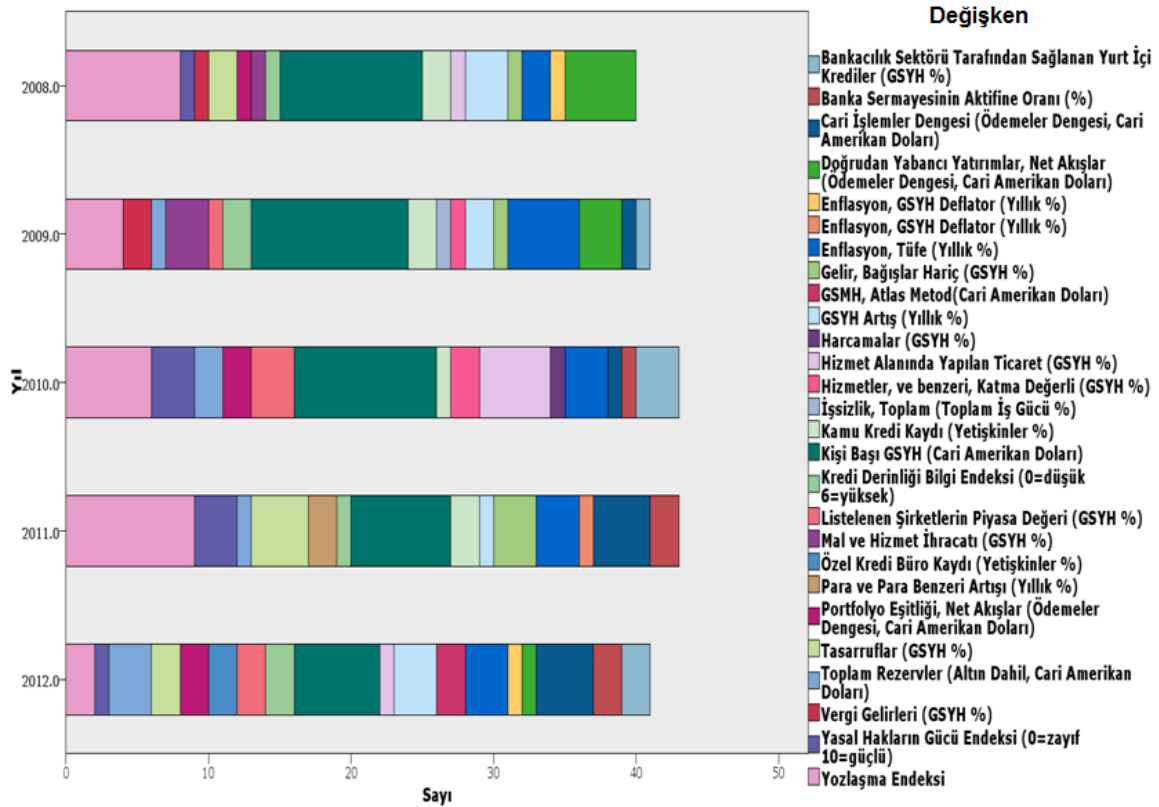 Değişken
Bankacılık Sektörü Tarafından Sağlanan Yurt İçi
Krediler (GSYH %)
Banka Sermayesinin Aktifine Oranı (%)
Cari İşlemler Dengesi (Ödemeler Dengesi, Cari
Amerikan Doları)
Doğrudan Yabancı Yatırımlar, Net Akışlar
(Ödemeler Dengesi, Cari Amerikan Doları)
Enflasyon, GSYH Deflator (Yıllık %)
Enflasyon, GSYH Deflator (Yıllık %)
Enflasyon, Tüfe (Yıllık %)
Gelir, Bağışlar Hariç (GSYH %)
GSMH, Atlas Metod(Cari Amerikan Doları)
GSYH Artış (Yıllık %)
Harcamalar (GSYH %)
Hizmet Alanında Yapılan Ticaret (GSYH %)
Hizmetler, ve benzeri, Katma Değerli (GSYH %)
İşsizlik, Toplam (Toplam İş Gücü %)
Kamu Kredi Kaydı (Yetişkinler %)
Kişi Başı GSYH (Cari Amerikan Doları)
Kredi Derinliği Bilgi Endeksi (0=düşük
6=yüksek)
Listelenen Şirketlerin Piyasa Değeri (GSYH %)
Mal ve Hizmet İhracatı (GSYH %)
Özel Kredi Büro Kaydı (Yetişkinler %)
Para ve Para Benzeri Artışı (Yıllık %)
Portfolyo Eşitliği, Net Akışlar (Ödemeler
Dengesi, Cari Amerikan Doları)
Tasarruflar (GSYH %)
Toplam Rezervler (Altın Dahil, Cari Amerikan
Doları)
Vergi Gelirleri (GSYH %)
Yasal Hakların Gücü Endeksi (0=zayıf
10=güçlü)
Yozlaşma Endeksi
Yıl
2008.0
2009.0
2010.0
2011.0
2012.0
0 10 20 30 40 50
Sayı